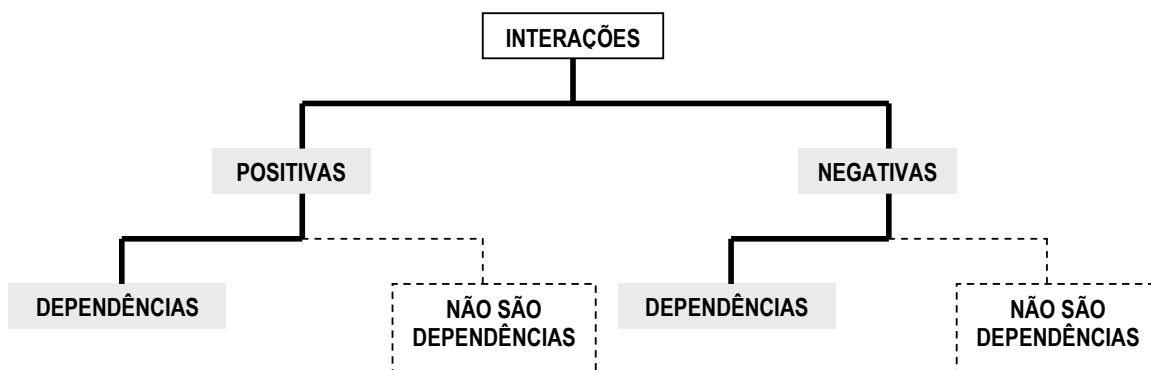 INTERAÇÕES
POSITIVAS
NEGATIVAS
DEPENDÊNCIAS
NÃO SÃO
DEPENDÊNCIAS
DEPENDÊNCIAS
NÃO SÃO
DEPENDÊNCIAS